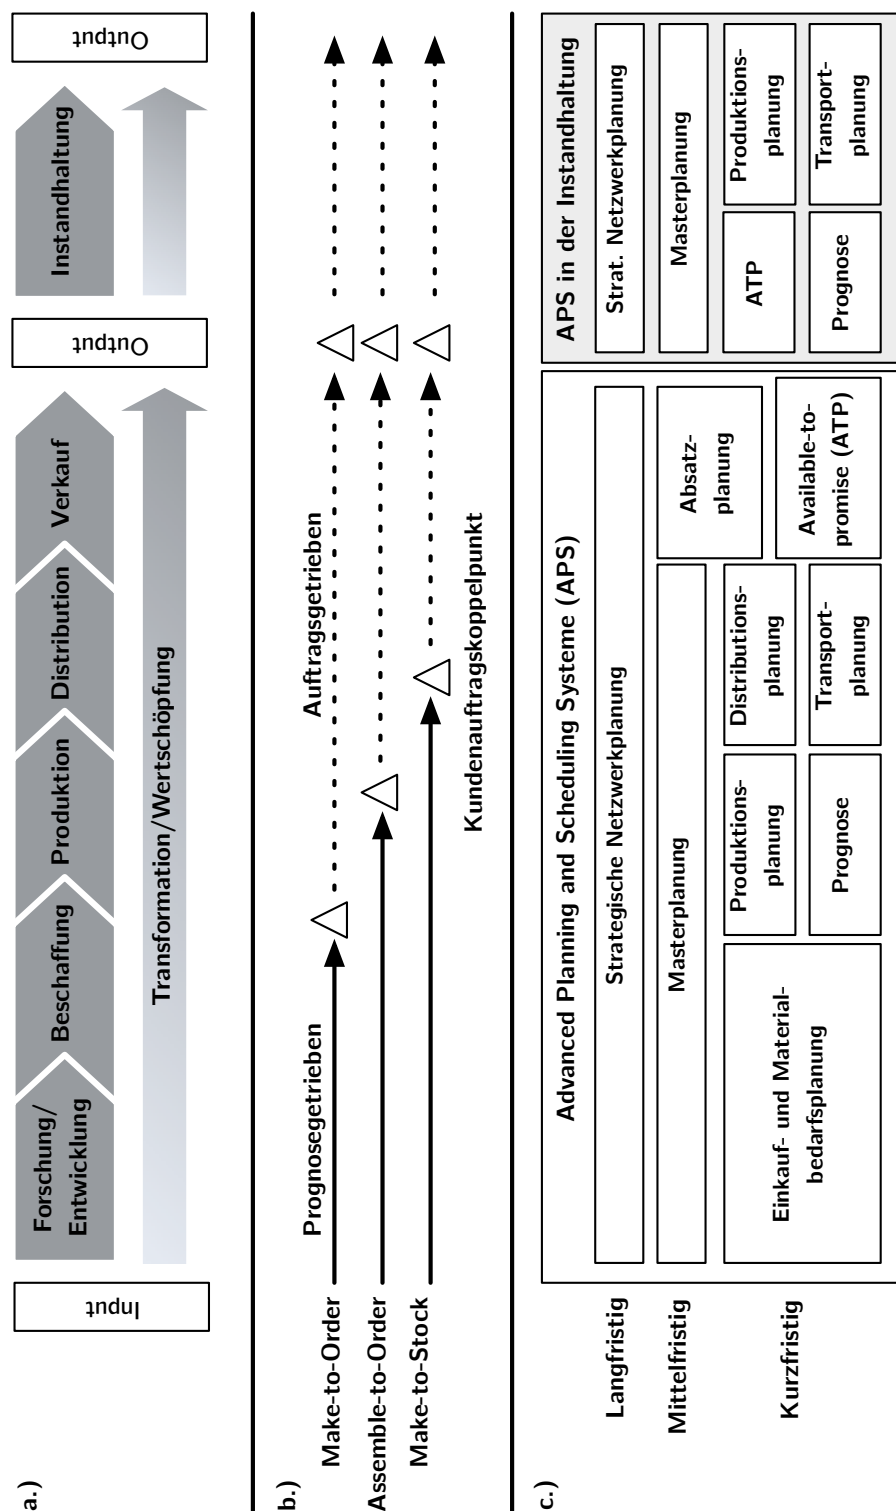 a.)
Input
Forschung/
Entwicklung
Beschaffung
Produktion
Distribution
Verkauf
Transformation/Wertschöpfung
Output
Instandhaltung
Output
b.)
Prognosegetrieben
Auftragsgetrieben
Make-to-Order
Assemble-to-Order
Make-to-Stock
Kundenauftragskoppelpunkt
c.)
Langfristig
Mittelfristig
Kurzfristig
Advanced Planning and Scheduling Systeme (APS)
Strategische Netzwerkplanung
Masterplanung
Absatz-
planung
Einkauf- und Material-
bedarfsplanung
Produktions-
planung
Distributions-
planung
Prognose
Transport-
planung
Available-to-
promise (ATP)
APS in der Instandhaltung
Strat. Netzwerkplanung
Masterplanung
ATP
Produktions-
planung
Prognose
Transport-
planung